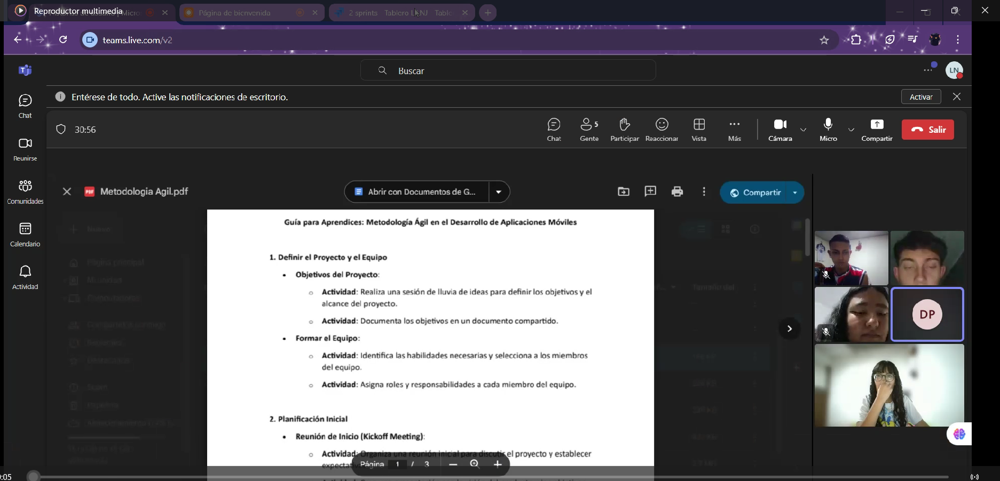 Reproductor multimedia
Página de bienvenida
2 sprints
Tablero
teams.live.com/v2
Buscar
LN
Entérese de todo. Active las notificaciones de escritorio.
Activar
Chat
Reunirse
Comunidades
Calendario
Actividad
30:56
Chat
Gente
5
Participar
Reaccionar
Vista
Más
Cámara
Micro
Compartir
Salir
PDF
Metodologia Agil.pdf
Abrir con Documentos de G...
Compartir
Guía para Aprendices: Metodología Ágil en el Desarrollo de Aplicaciones Móviles
1. Definir el Proyecto y el Equipo
• Objetivos del Proyecto:
o Actividad: Realiza una sesión de lluvia de ideas para definir los objetivos y el
alcance del proyecto.
o Actividad: Documenta los objetivos en un documento compartido.
• Formar el Equipo:
o Actividad: Identifica las habilidades necesarias y selecciona a los miembros
del equipo.
o Actividad: Asigna roles y responsabilidades a cada miembro del equipo.
2. Planificación Inicial
• Reunión de Inicio (Kickoff Meeting):
o Actividad: Organiza una reunión inicial para discutir el proyecto y establecer
Página 1 / 3
DP
:05